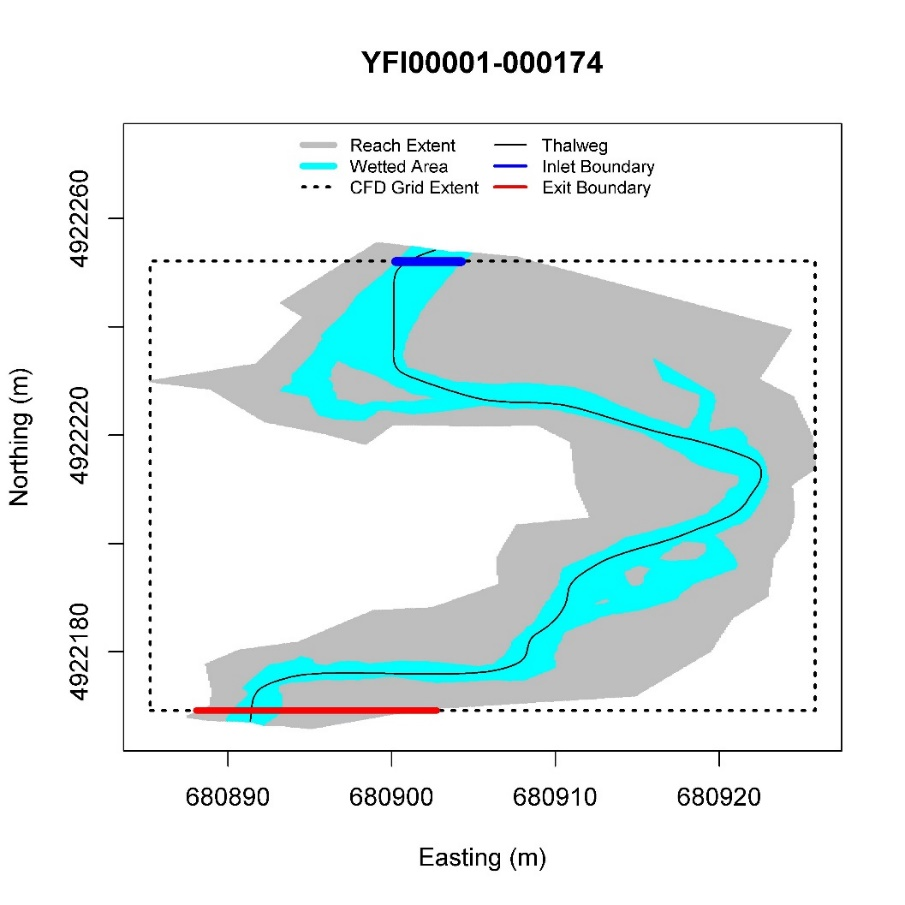 YFI00001-000174
Reach Extent
Wetted Area
CFD Grid Extent
Thalweg
Inlet Boundary
Exit Boundary
Northing (m)
4922260
4922220
4922180
680890 680900 680910 680920
Easting (m)